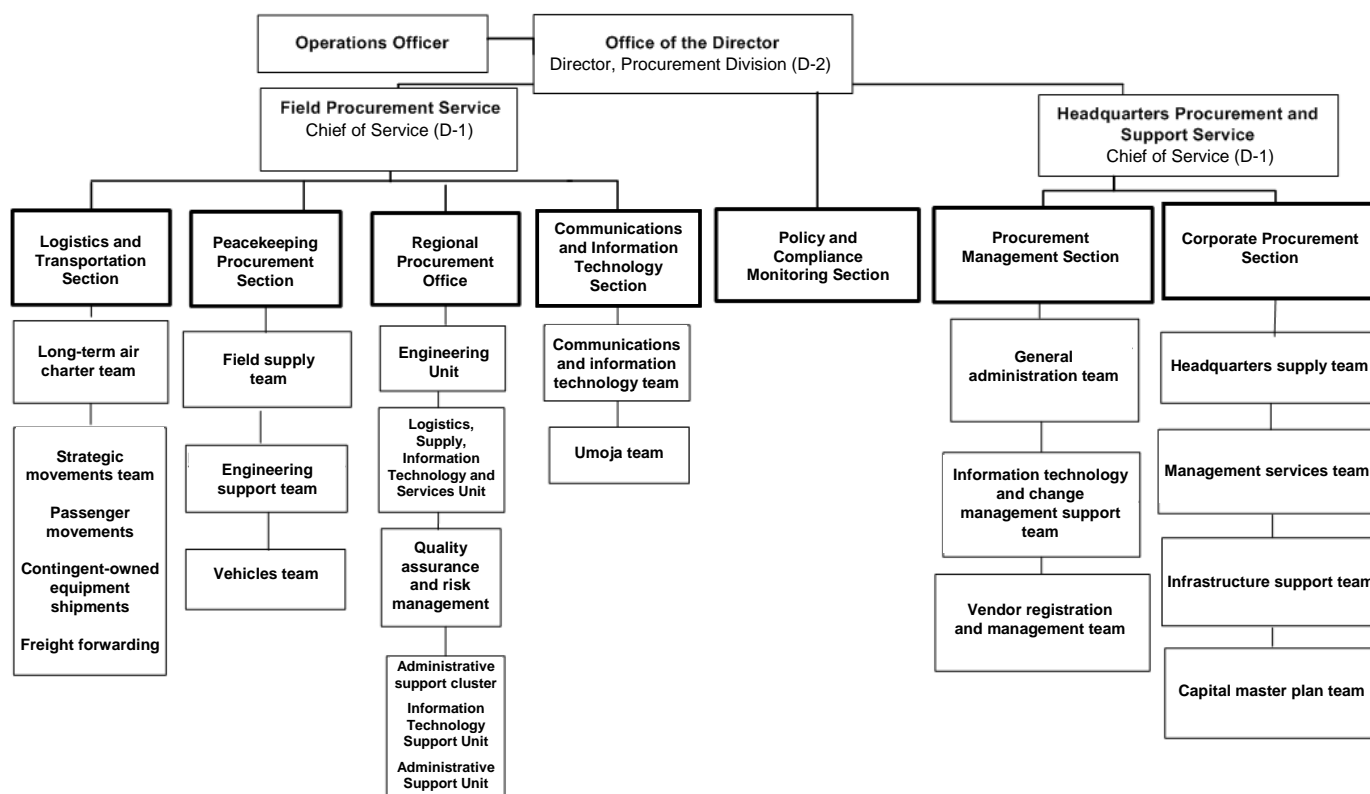 Operations Officer
Office of the Director
Director, Procurement Division (D-2)
Field Procurement Service
Chief of Service (D-1)
Headquarters Procurement and
Support Service
Chief of Service (D-1)
Logistics and
Transportation
Section
Peacekeeping
Procurement
Section
Regional
Procurement
Office
Communications
and Information
Technology
Section
Policy and
Compliance
Monitoring Section
Procurement
Management Section
Corporate Procurement
Section
Long-term air
charter team
Strategic
movements team
Passenger
movements
Contingent-owned
equipment
shipments
Freight forwarding
Field supply
team
Engineering
support team
Vehicles team
Engineering
Unit
Logistics,
Supply,
Information
Technology and
Services Unit
Quality
assurance
and risk
management
Administrative
support cluster
Information
Technology
Support Unit
Administrative
Support Unit
Communications
and information
technology team
Umoja team
General
administration team
Information technology
and change
management support
team
Vendor registration
and management team
Headquarters supply team
Management services team
Infrastructure support team
Capital master plan team